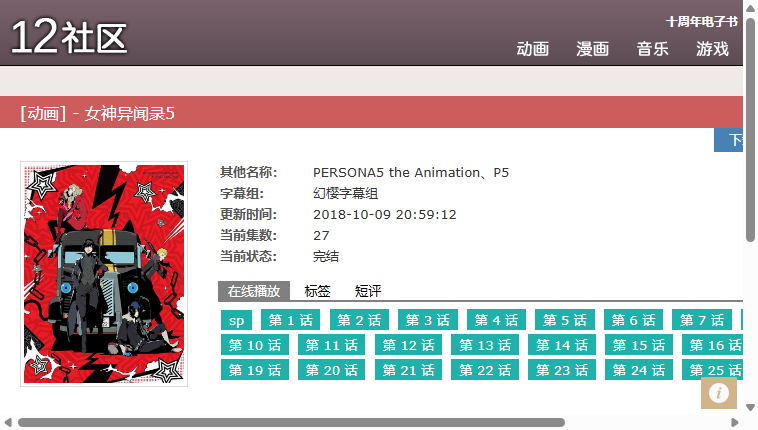 12社区
十周年电子书
动画 漫画 音乐 游戏
[动画] - 女神异闻录5
其他名称: PERSONA5 the Animation、P5
字幕组: 幻樱字幕组
更新时间: 2018-10-09 20:59:12
当前集数: 27
当前状态: 完结
在线播放 标签 短评
sp 第 1 话 第 2 话 第 3 话 第 4 话 第 5 话 第 6 话 第 7 话
第 10 话 第 11 话 第 12 话 第 13 话 第 14 话 第 15 话 第 16 话
第 19 话 第 20 话 第 21 话 第 22 话 第 23 话 第 24 话 第 25 话